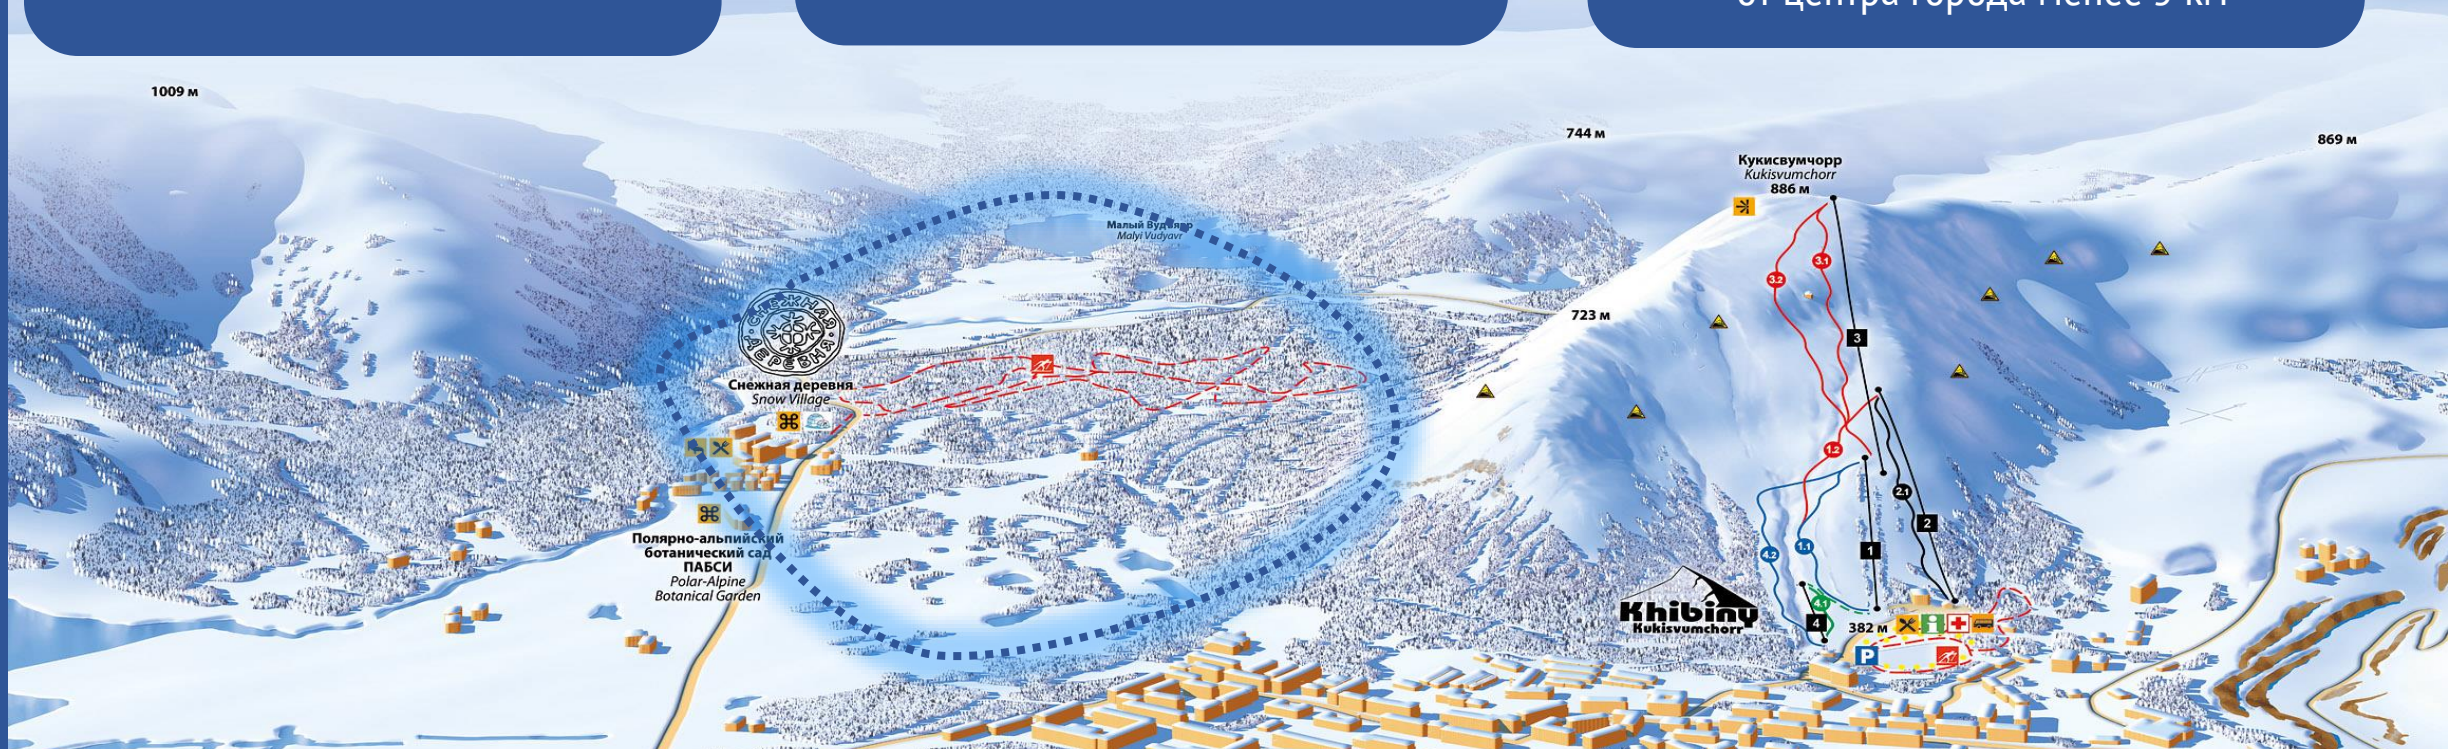 от центра города менее 5 км
1009 м
744 м
869 м
Кукисвумчорр
Kukisvumchorr
886 м
Малый Вудъявр
Malyi Vudyavr
3.1
3.2
СНЕЖНАЯ ДЕРЕВНЯ
723 м
3
Снежная деревня
Snow Village
1.2
2.1
2
Полярно-альпийский
ботанический сад
ПАБСИ
Polar-Alpine
Botanical Garden
4.2
1.1
1
Khibiny
Kukisvumchorr
4.1
4
382 м
P